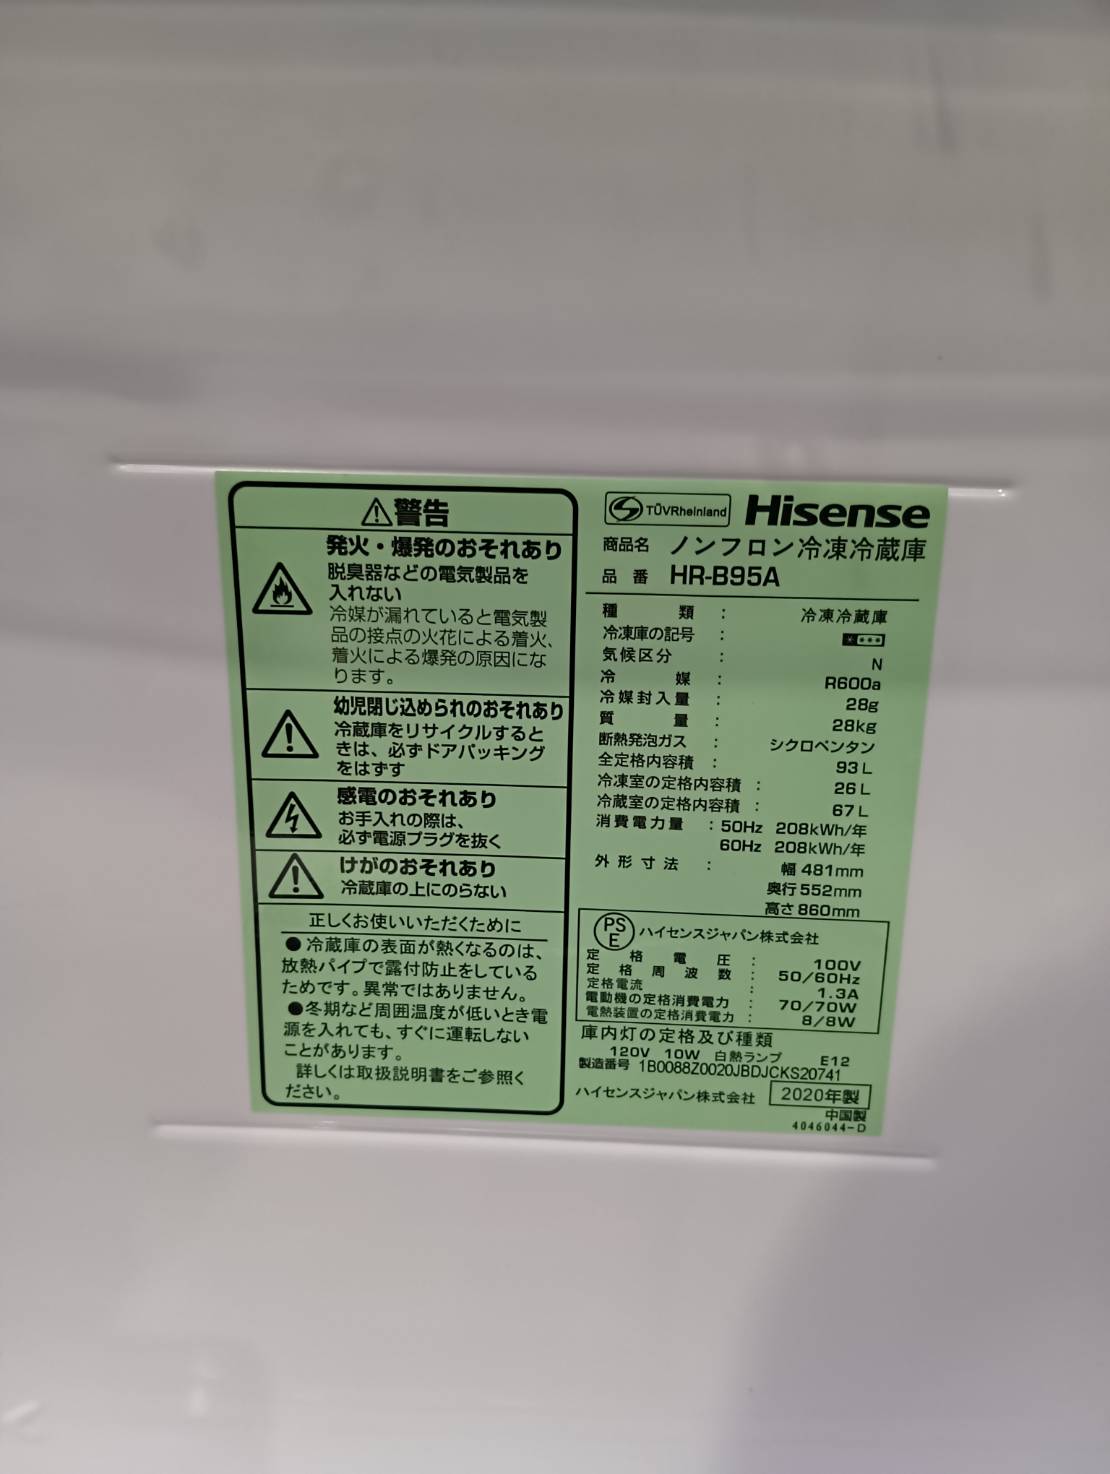 警告
発火・爆発のおそれあり
脱臭器などの電気製品を
入れない
冷媒が漏れていると電気製
品の接点の火花による着火、
着火による爆発の原因にな
ります。
幼児閉じ込められのおそれあり
冷蔵庫をリサイクルすると
きは、必ずドアパッキング
をはずす
感電のおそれあり
お手入れの際は、
必ず電源プラグを抜く
けがのおそれあり
冷蔵庫の上にのらない
正しくお使いいただくために
●冷蔵庫の表面が熱くなるのは、
放熱パイプで露付防止をしている
ためです。異常ではありません。
●冬期など周囲温度が低いとき電
源を入れても、すぐに運転しない
ことがあります。
詳しくは取扱説明書をご参照く
ださい。
TÜVRheinland Hisense
商品名 ノンフロン冷凍冷蔵庫
品番 HR-B95A
種類 : 冷凍冷蔵庫
冷凍庫の記号 : * ***
気候区分 : N
冷媒 : R600a
冷媒封入量 : 28g
質量 : 28kg
断熱発泡ガス : シクロペンタン
全定格内容積 : 93L
冷凍室の定格内容積 : 26L
冷蔵室の定格内容積 : 67L
消費電力量 : 50Hz 208kWh/年
60Hz 208kWh/年
外形寸法 : 幅 481mm
奥行 552mm
高さ 860mm
PSE ハイセンスジャパン株式会社
定格電圧 : 100V
定格周波数 : 50/60Hz
定格電流 : 1.3A
電動機の定格消費電力 : 70/70W
電熱装置の定格消費電力 : 8/8W
庫内灯の定格及び種類
120V 10W 白熱ランプ E12
製造番号 1B0088Z0020JBDJCKS20741
ハイセンスジャパン株式会社 2020年製
中国製
4046044-D